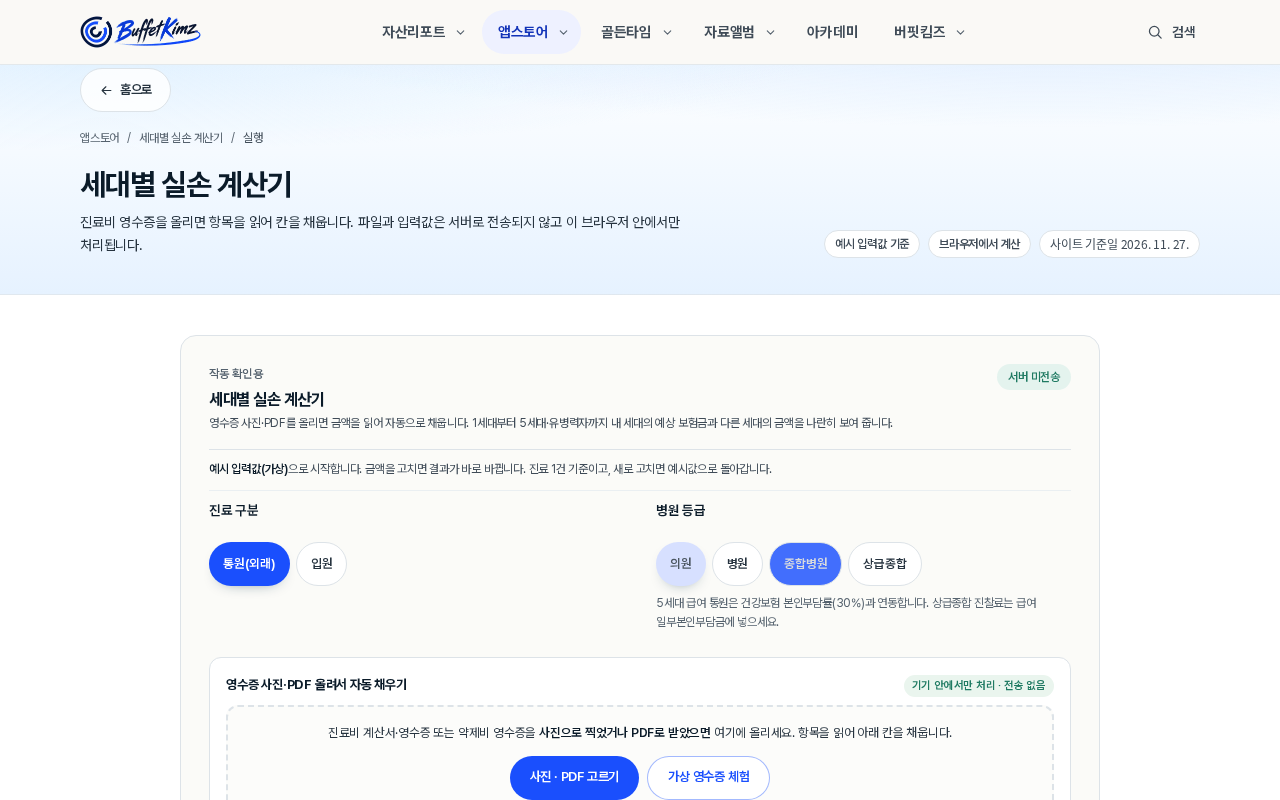 BuffetKimz
자산리포트
앱스토어
골든타임
자료앨범
아카데미
버핏킴즈
검색
← 홈으로
앱스토어 / 세대별 실손 계산기 / 실행
세대별 실손 계산기
진료비 영수증을 올리면 항목을 읽어 칸을 채웁니다. 파일과 입력값은 서버로 전송되지 않고 이 브라우저 안에서만
처리됩니다.
예시 입력값 기준
브라우저에서 계산
사이트 기준일 2026. 11. 27.
작동 확인용
서버 미전송
세대별 실손 계산기
영수증 사진·PDF를 올리면 금액을 읽어 자동으로 채웁니다. 1세대부터 5세대·유병력자까지 내 세대의 예상 보험금과 다른 세대의 금액을 나란히 보여 줍니다.
예시 입력값(가상)으로 시작합니다. 금액을 고치면 결과가 바로 바뀝니다. 진료 1건 기준이고, 새로 고치면 예시값으로 돌아갑니다.
진료 구분
통원(외래)
입원
병원 등급
의원
병원
종합병원
상급종합
5세대 급여 통원은 건강보험 본인부담률(30%)과 연동합니다. 상급종합 진찰료는 급여
일부본인부담금에 넣으세요.
영수증 사진·PDF 올려서 자동 채우기
기기 안에서만 처리 · 전송 없음
진료비 계산서·영수증 또는 약제비 영수증을 사진으로 찍었거나 PDF로 받았으면 여기에 올리세요. 항목을 읽어 아래 칸을 채웁니다.
사진 · PDF 고르기
가상 영수증 체험